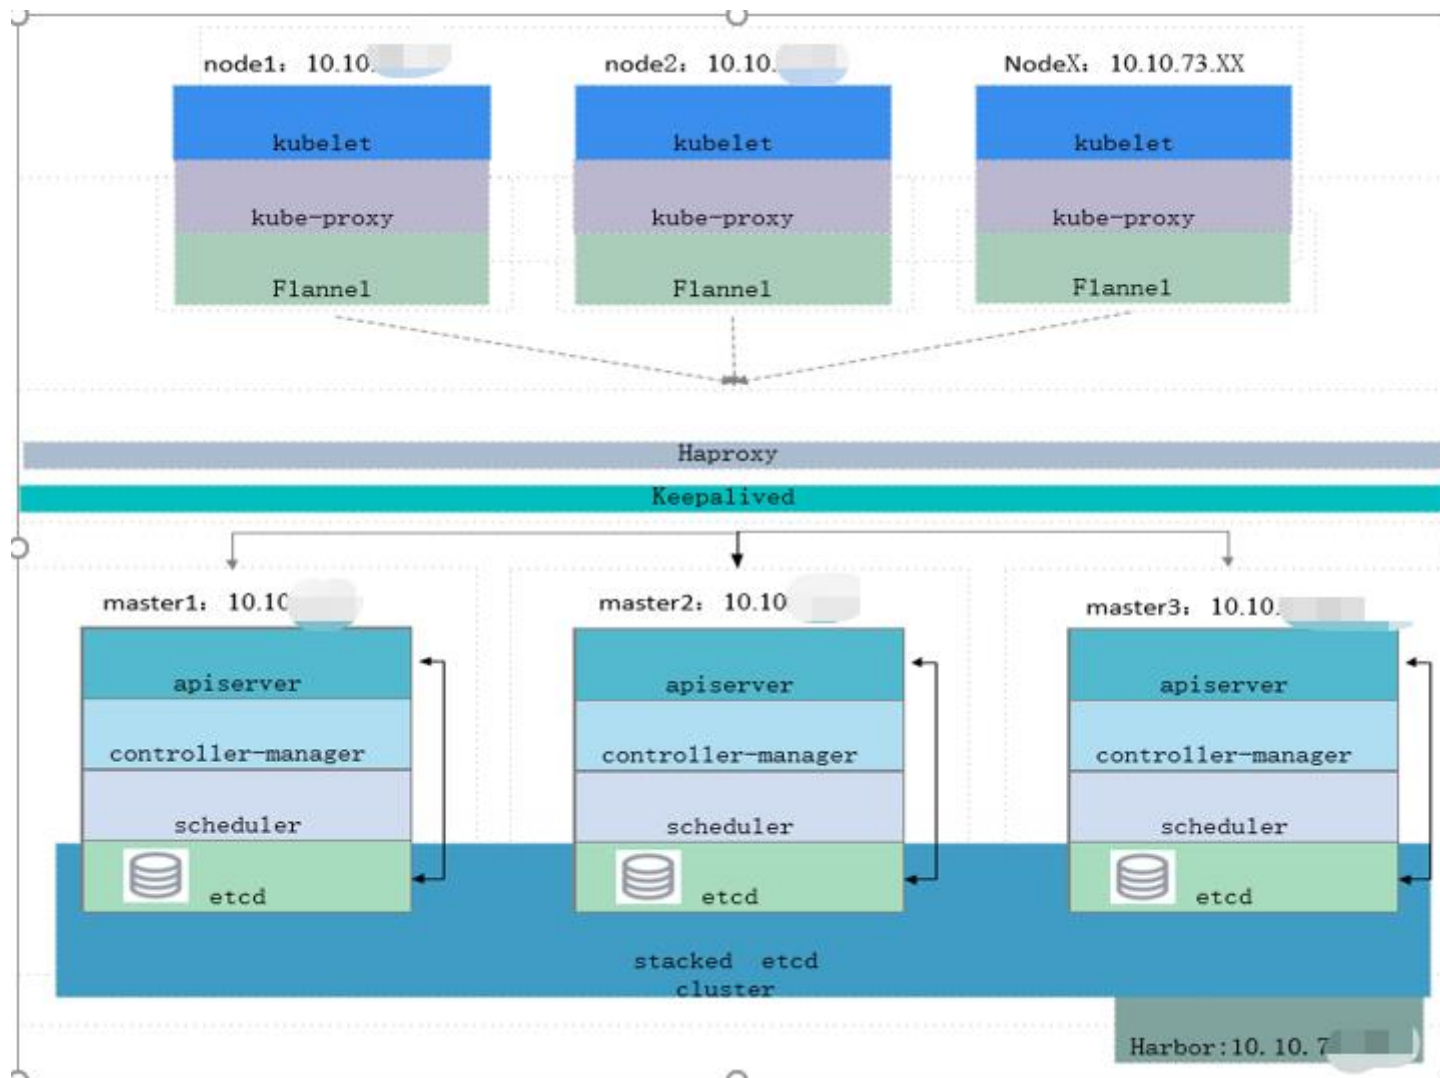 node1: 10.10.
node2: 10.10.
NodeX: 10.10.73.XX
kubelet
kubelet
kubelet
kube-proxy
kube-proxy
kube-proxy
Flannel
Flannel
Flannel
Haproxy
Keepalived
master1: 10.10
master2: 10.10
master3: 10.10.
apiserver
apiserver
apiserver
controller-manager
controller-manager
controller-manager
scheduler
scheduler
scheduler
etcd
etcd
etcd
stacked etcd
cluster
Harbor:10.10.7